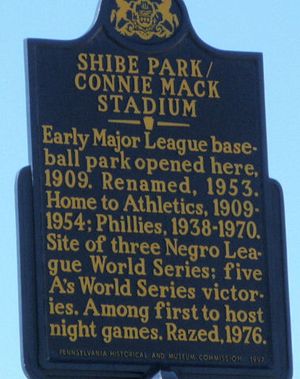 SHIBE PARK/
CONNIE MACK
STADIUM
Early Major League base-
ball park opened here,
1909. Renamed, 1953.
Home to Athletics, 1909-
1954; Phillies, 1938-1970.
Site of three Negro Lea-
gue World Series; five
A's World Series victor-
ies. Among first to host
night games. Razed, 1976.
PENNSYLVANIA HISTORICAL AND MUSEUM COMMISSION 1997